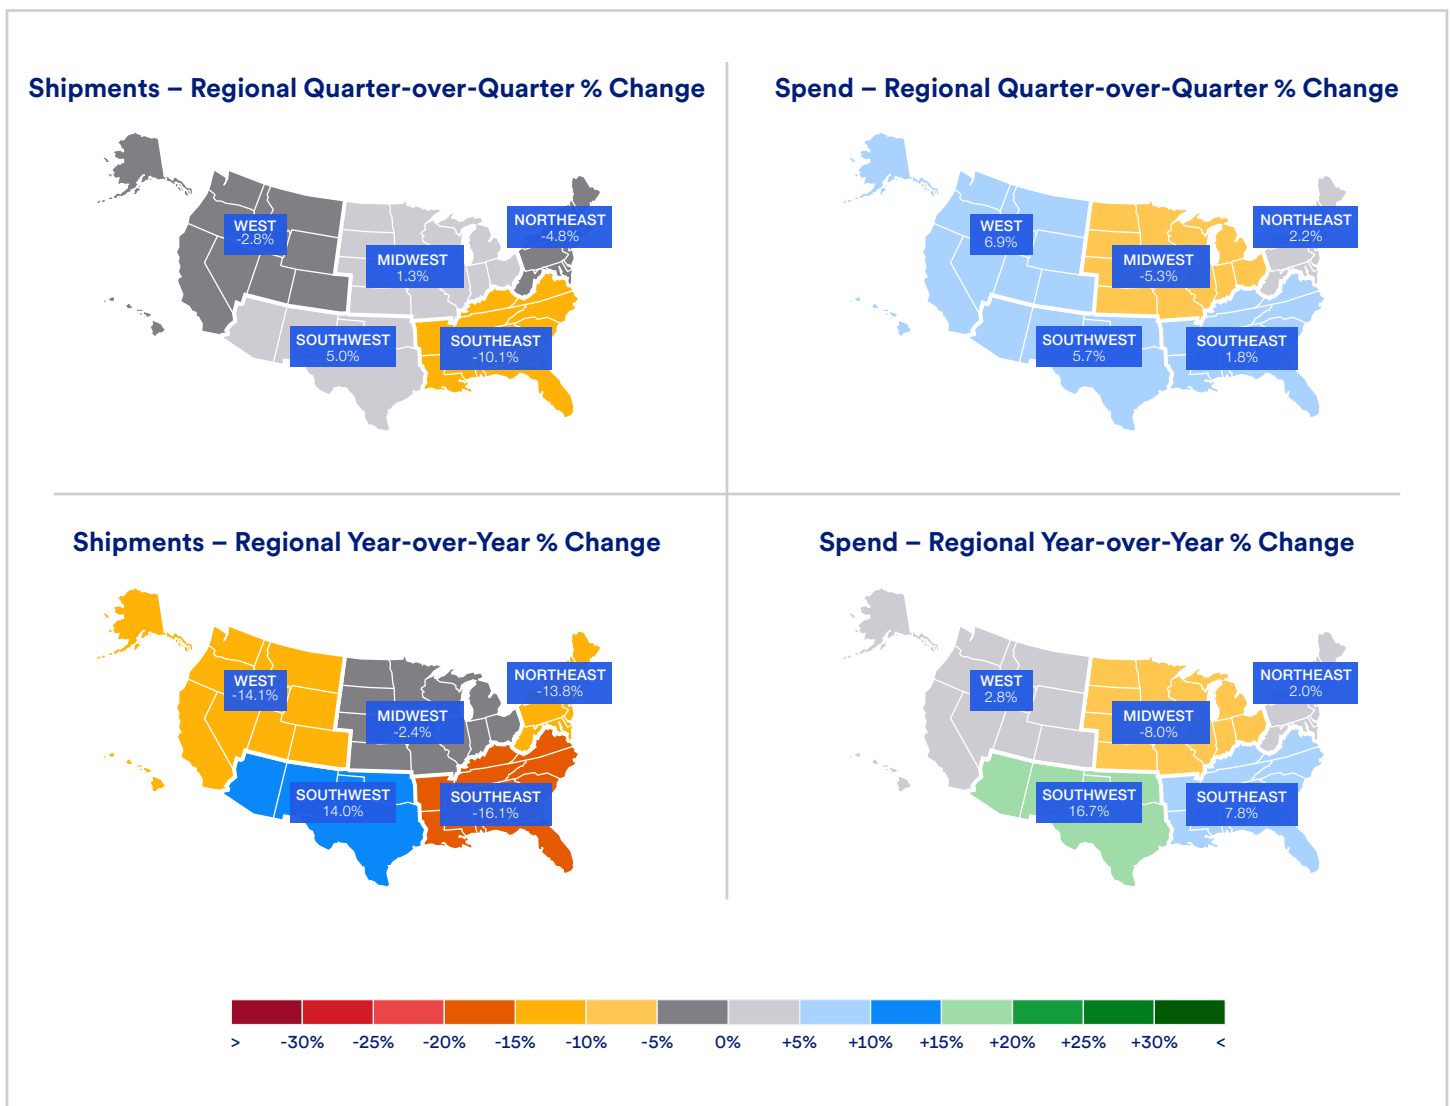 Shipments – Regional Quarter-over-Quarter % Change
WEST
-2.8%
MIDWEST
1.3%
NORTHEAST
-4.8%
SOUTHWEST
5.0%
SOUTHEAST
-10.1%
Spend – Regional Quarter-over-Quarter % Change
WEST
6.9%
MIDWEST
-5.3%
NORTHEAST
2.2%
SOUTHWEST
5.7%
SOUTHEAST
1.8%
Shipments – Regional Year-over-Year % Change
WEST
-14.1%
MIDWEST
-2.4%
NORTHEAST
-13.8%
SOUTHWEST
14.0%
SOUTHEAST
-16.1%
Spend – Regional Year-over-Year % Change
WEST
2.8%
MIDWEST
-8.0%
NORTHEAST
2.0%
SOUTHWEST
16.7%
SOUTHEAST
7.8%
> -30% -25% -20% -15% -10% -5% 0% +5% +10% +15% +20% +25% +30% <